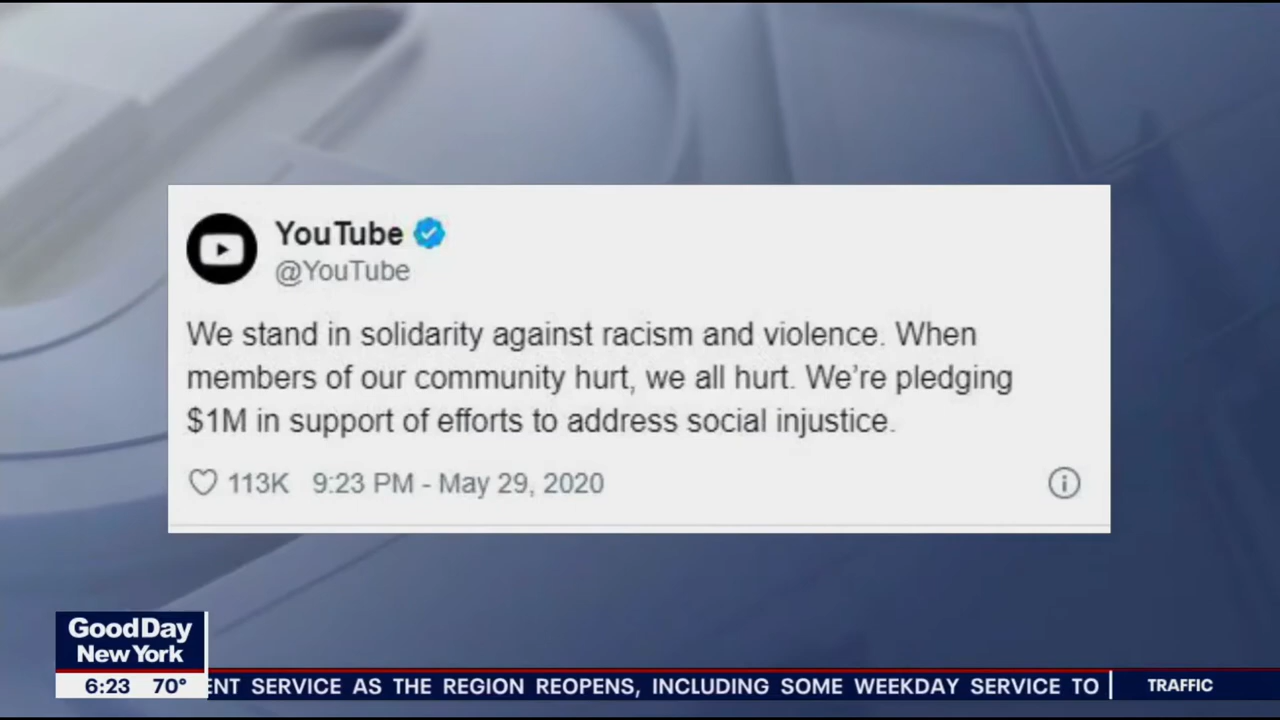 YouTube
@YouTube
We stand in solidarity against racism and violence. When
members of our community hurt, we all hurt. We're pledging
$1M in support of efforts to address social injustice.
113K 9:23 PM - May 29, 2020
GoodDay
New York
6:23 70° ENT SERVICE AS THE REGION REOPENS, INCLUDING SOME WEEKDAY SERVICE TO TRAFFIC